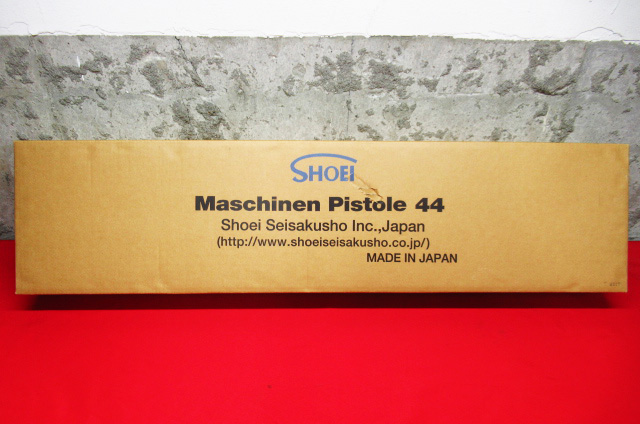 SHOEI
Maschinen Pistole 44
Shoei Seisakusho Inc.,Japan
(http://www.shoeiseisakusho.co.jp/)
MADE IN JAPAN